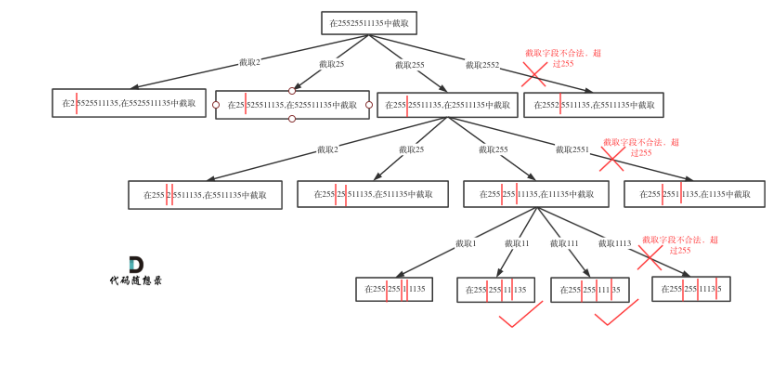 在25525511135中截取
截取2
截取25
截取255
截取2552
截取字段不合法、超
过255
在2 5525511135,在5525511135中截取
在25 525511135,在525511135中截取
在255 25511135,在25511135中截取
在2552 5511135,在5511135中截取
截取2
截取25
截取255
截取2551
截取字段不合法、超
过255
在255 2 5511135,在5511135中截取
在255 25 511135,在511135中截取
在255 255 11135,在11135中截取
在255 2551 1135,在1135中截取
截取1
截取11
截取111
截取1113
截取字段不合法、超
过255
代码随想录
在255 255 1 1135
在255 255 11 135
在255 255 111 35
在255 255 1113 5